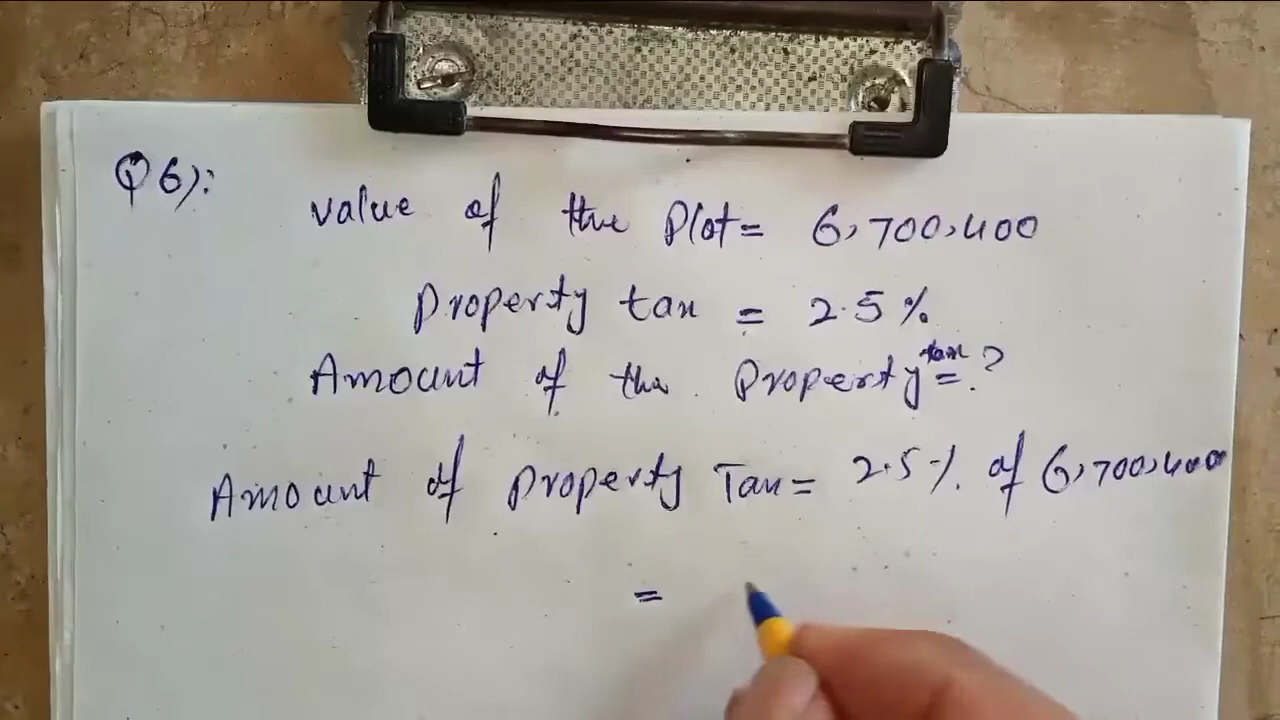 Q6):
Value of the Plot = 6,700,400
Property tax = 2.5%
Amount of the Property tax = ?
Amount of Property Tax = 2.5% of 6,700,400
=